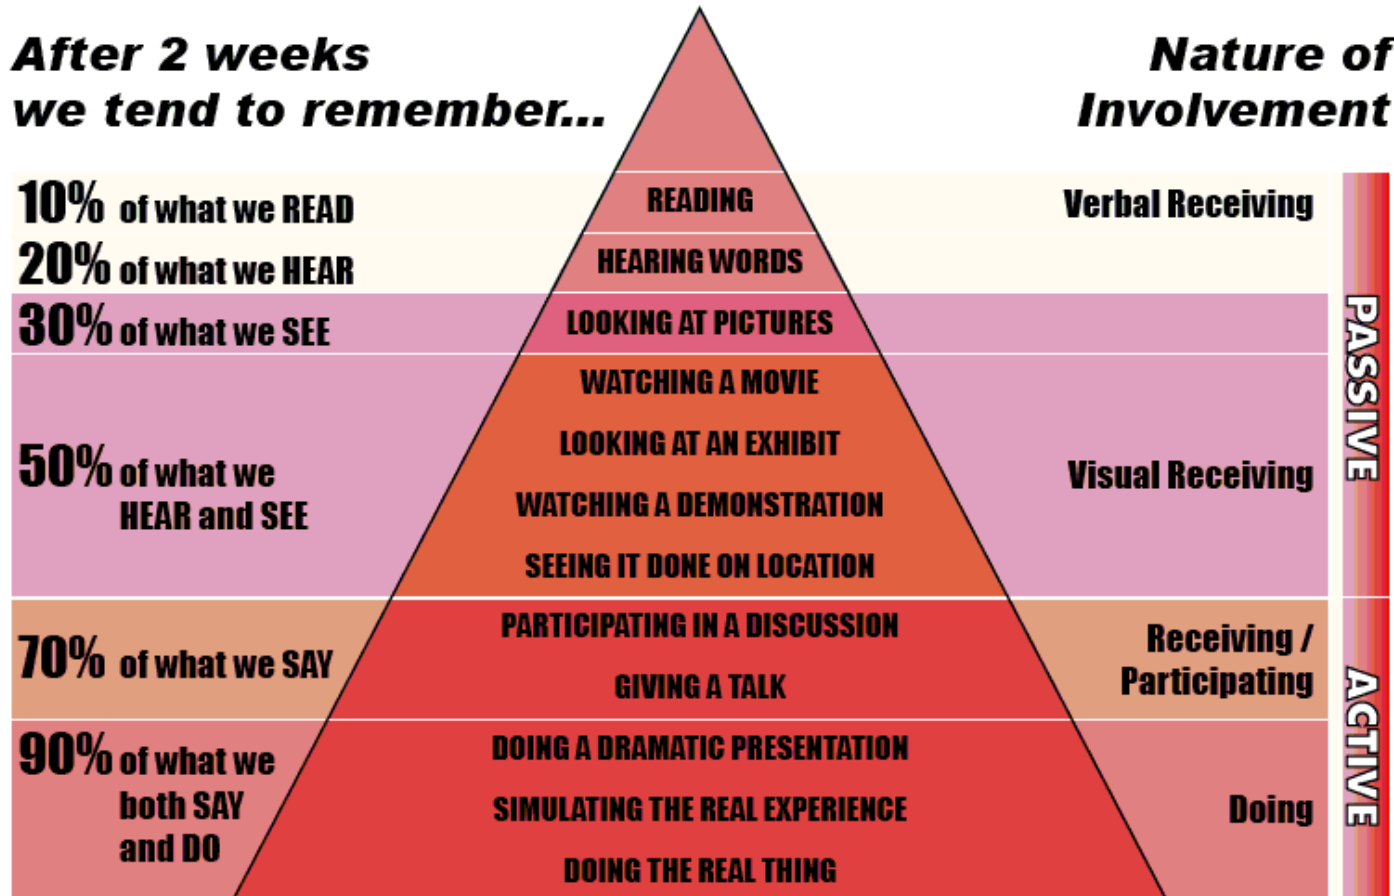 After 2 weeks
we tend to remember...
Nature of
Involvement
10% of what we READ
READING
Verbal Receiving
20% of what we HEAR
HEARING WORDS
30% of what we SEE
LOOKING AT PICTURES
50% of what we
HEAR and SEE
WATCHING A MOVIE
LOOKING AT AN EXHIBIT
WATCHING A DEMONSTRATION
SEEING IT DONE ON LOCATION
Visual Receiving
PASSIVE
70% of what we SAY
PARTICIPATING IN A DISCUSSION
GIVING A TALK
Receiving /
Participating
90% of what we
both SAY
and DO
DOING A DRAMATIC PRESENTATION
SIMULATING THE REAL EXPERIENCE
DOING THE REAL THING
Doing
ACTIVE